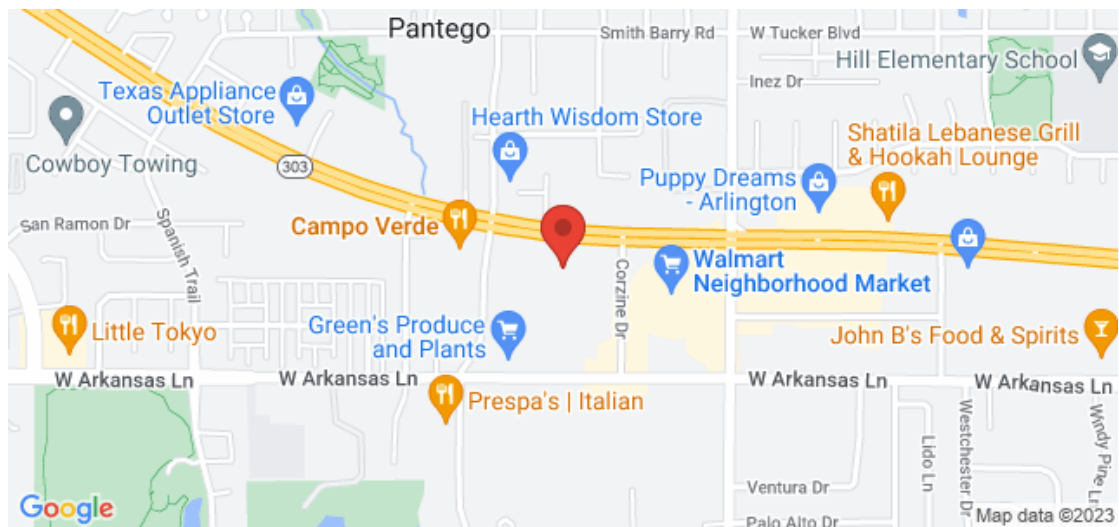 Pantego
Smith Barry Rd
W Tucker Blvd
Hill Elementary School
Inez Dr
Texas Appliance
Outlet Store
Hearth Wisdom Store
Shatila Lebanese Grill
& Hookah Lounge
Cowboy Towing
303
Puppy Dreams
- Arlington
San Ramon Dr
Spanish Trail
Campo Verde
Corzine Dr
Walmart
Neighborhood Market
Little Tokyo
Green's Produce
and Plants
John B's Food & Spirits
W Arkansas Ln
W Arkansas Ln
W Arkansas Ln
W Arkansas Ln
Prespa's | Italian
Lido Ln
Westchester Dr
Windy Pine Ln
Ventura Dr
Palo Alto Dr
Google
Map data ©2023